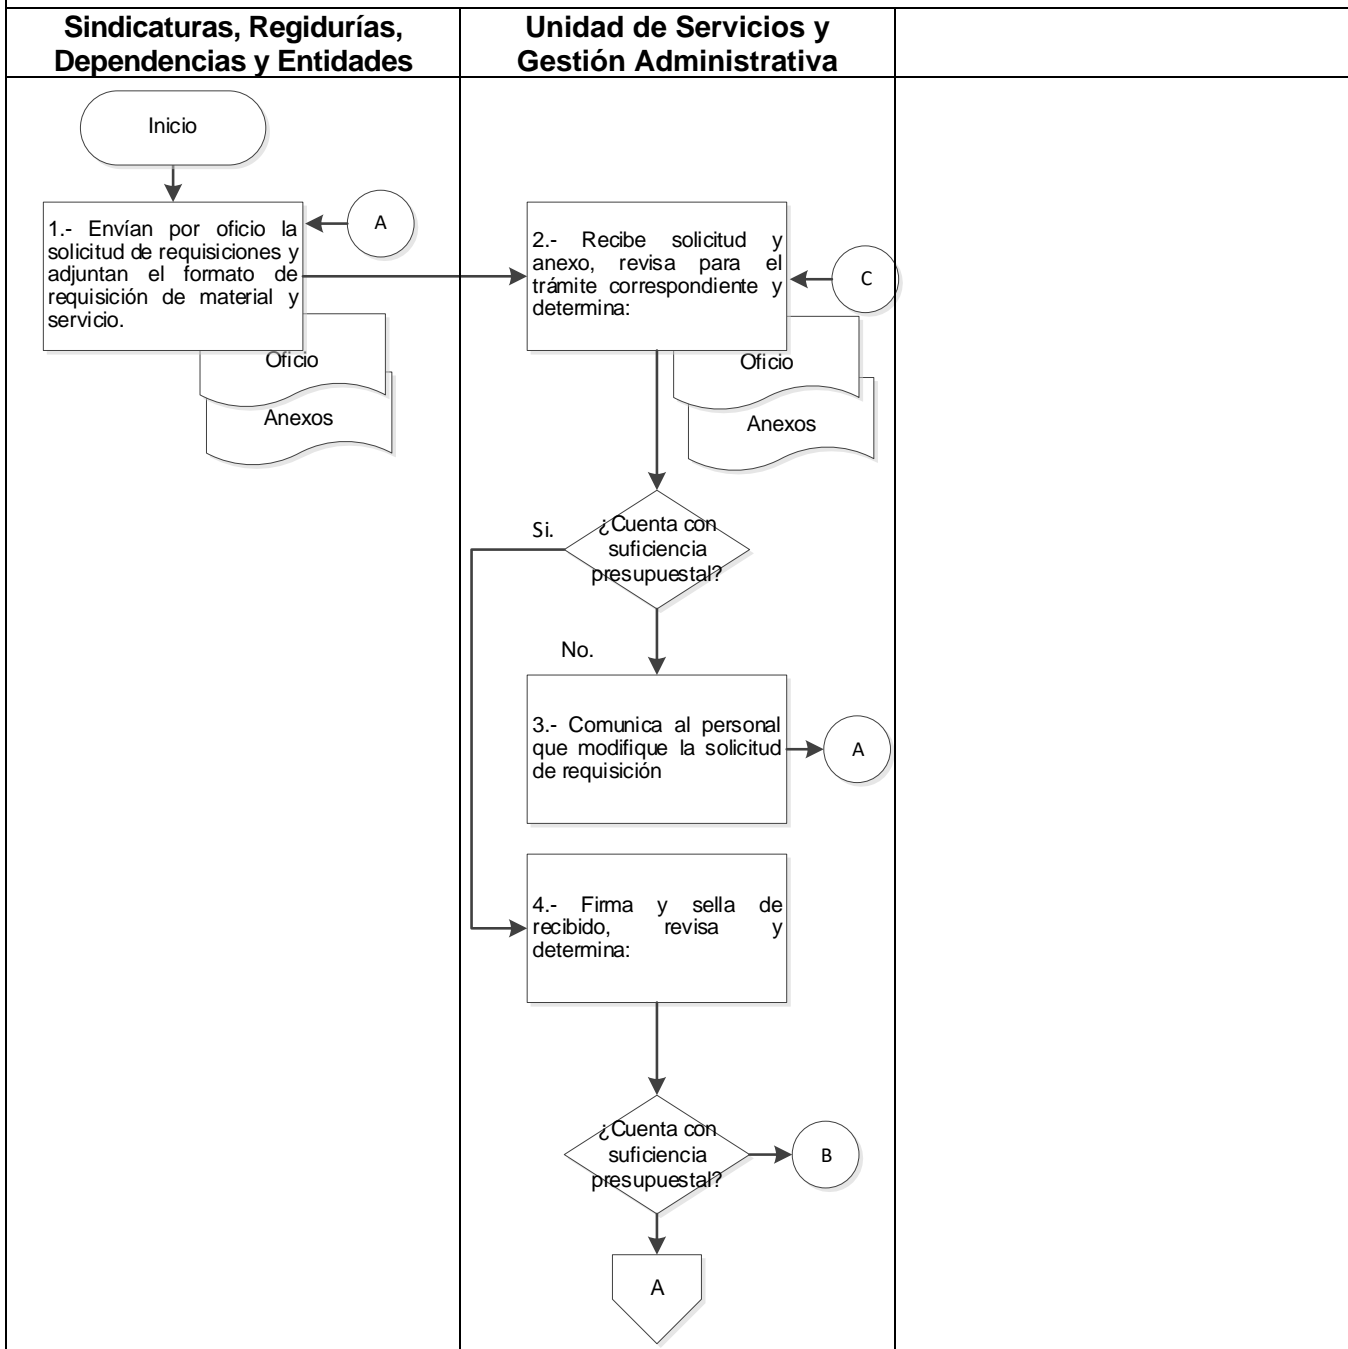 Sindicaturas, Regidurías,
Dependencias y Entidades
Unidad de Servicios y
Gestión Administrativa
Inicio
1.- Envían por oficio la
solicitud de requisiciones y
adjuntan el formato de
requisición de material y
servicio.
A
Oficio
Anexos
2.- Recibe solicitud y
anexo, revisa para el
trámite correspondiente y
determina:
C
Oficio
Anexos
¿Cuenta con
suficiencia
presupuestal?
Si.
No.
3.- Comunica al personal
que modifique la solicitud
de requisición
A
4.- Firma y sella de
recibido, revisa y
determina:
¿Cuenta con
suficiencia
presupuestal?
B
A